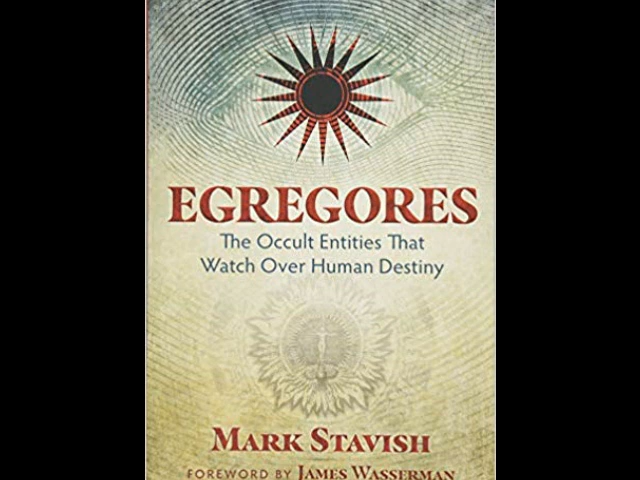 EGREGORES
The Occult Entities That
Watch Over Human Destiny
MARK STAVISH
FOREWORD BY JAMES WASSERMAN